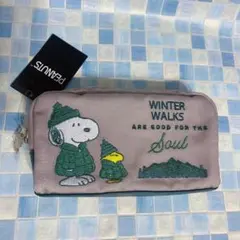 PEANUTS
WINTER
WALKS
ARE GOOD FOR THE
Soul